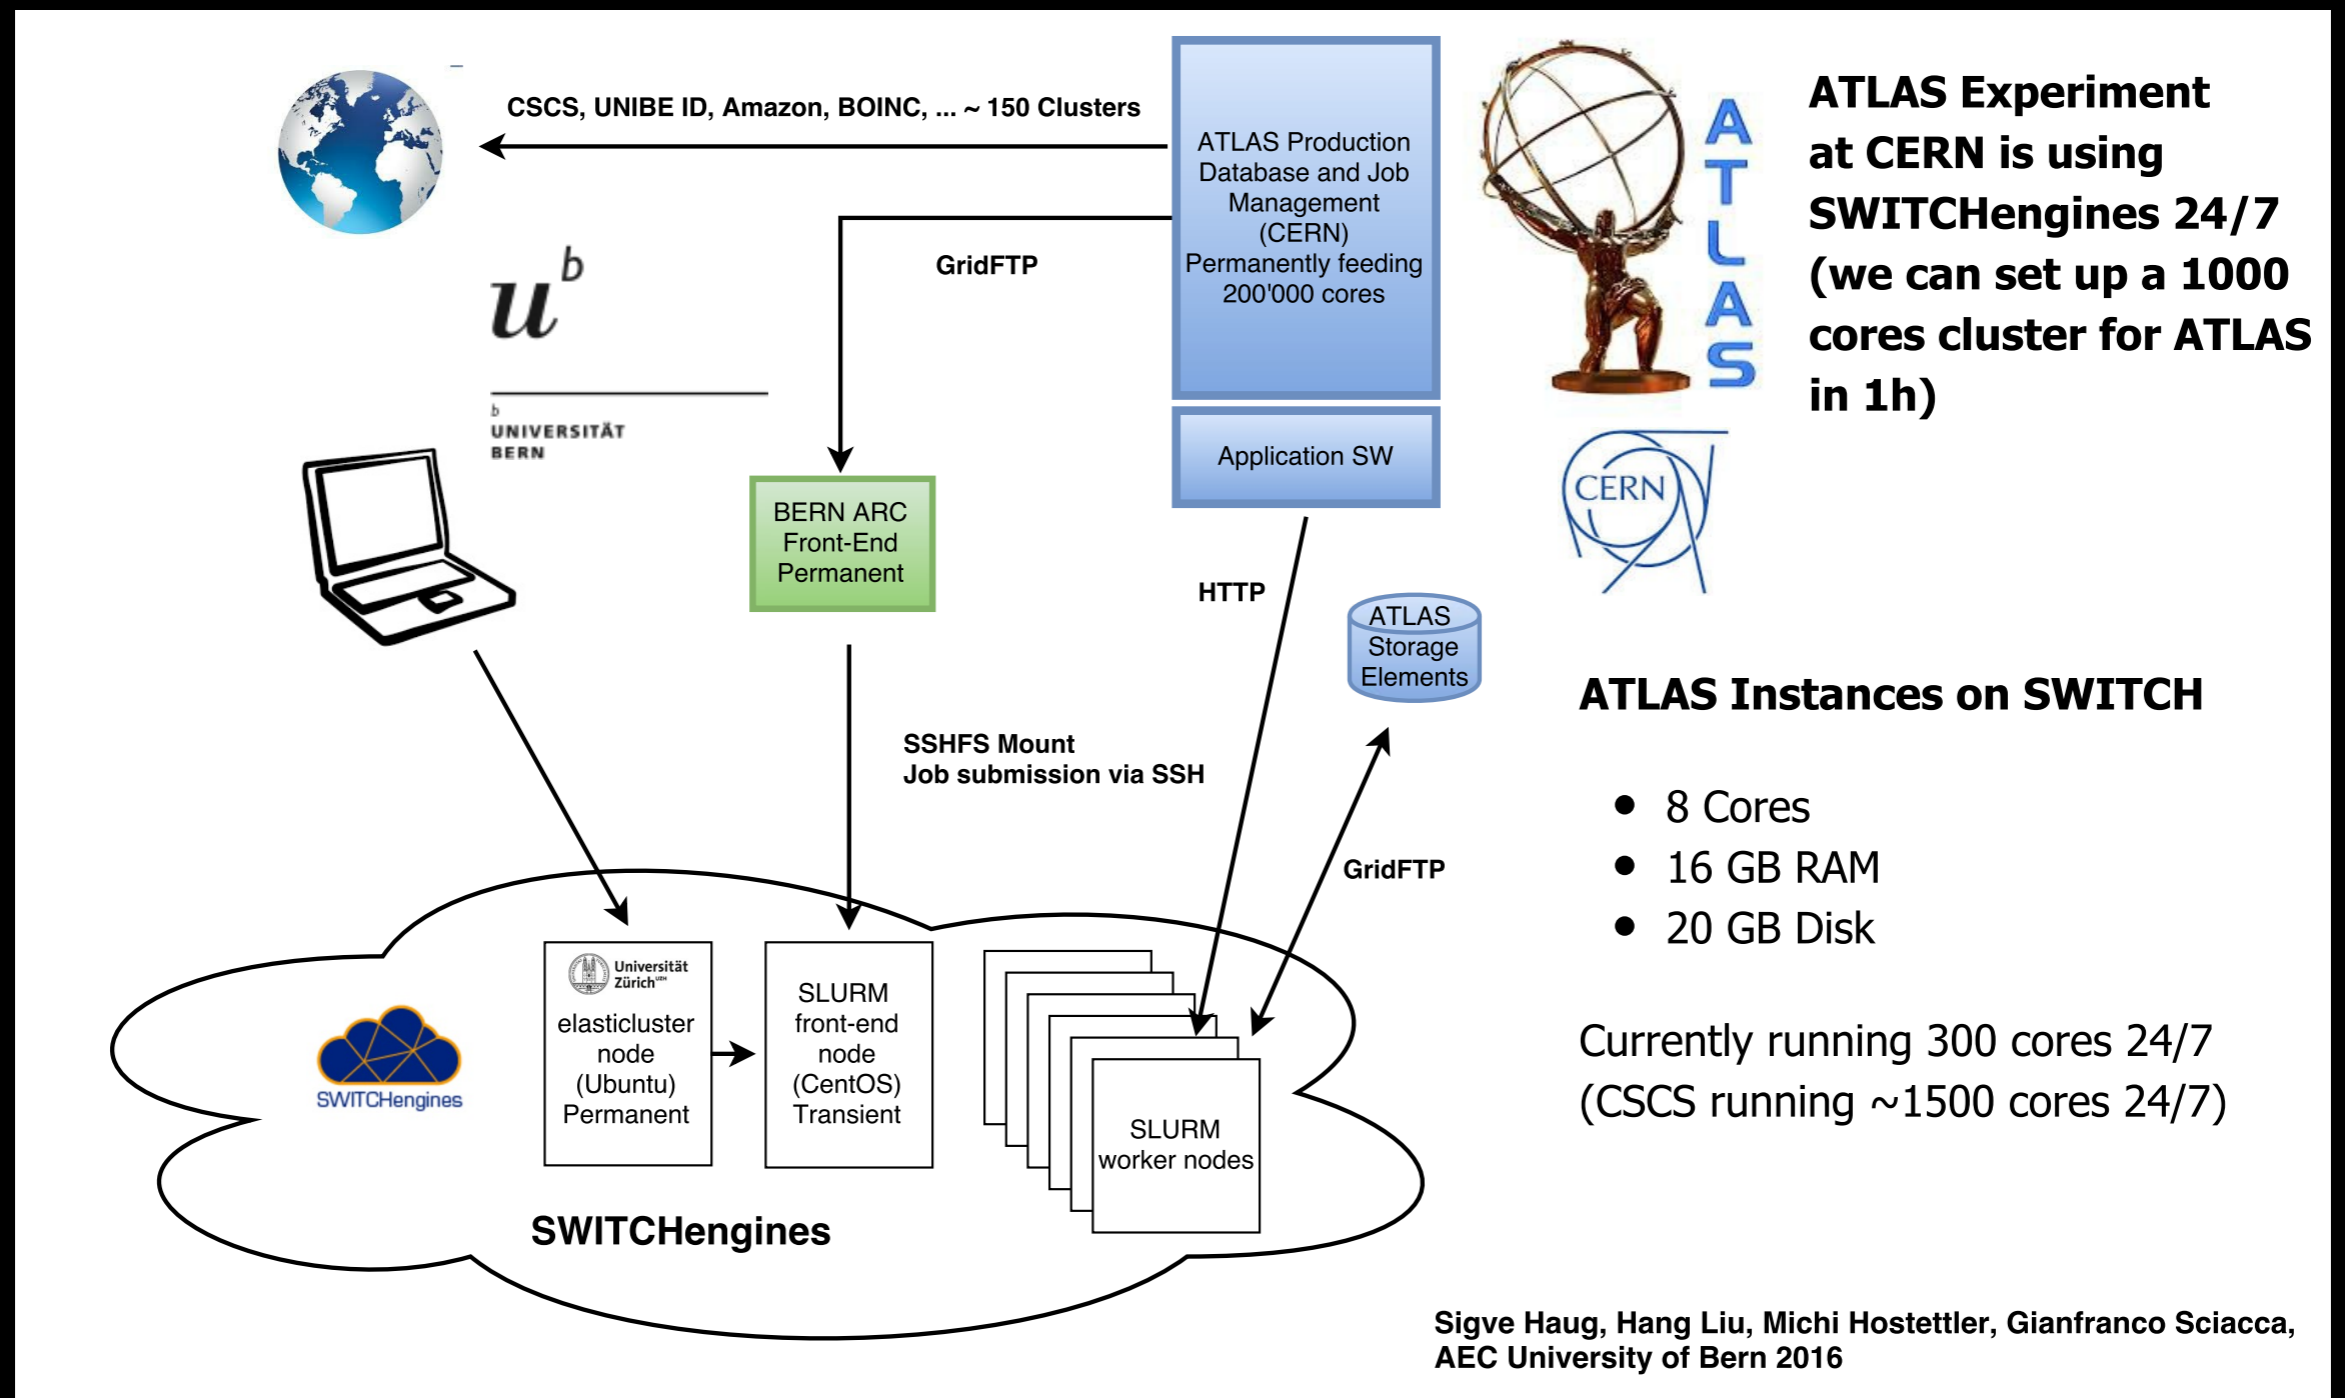 CSCS, UNIBE ID, Amazon, BOINC, ... ~ 150 Clusters
ATLAS Production
Database and Job
Management
(CERN)
Permanently feeding
200'000 cores
Application SW
ATLAS
ATLAS Experiment
at CERN is using
SWITCHengines 24/7
(we can set up a 1000
cores cluster for ATLAS
in 1h)
GridFTP
u b
b
UNIVERSITÄT
BERN
CERN
BERN ARC
Front-End
Permanent
HTTP
ATLAS
Storage
Elements
SSHFS Mount
Job submission via SSH
GridFTP
ATLAS Instances on SWITCH
• 8 Cores
• 16 GB RAM
• 20 GB Disk
Currently running 300 cores 24/7
(CSCS running ~1500 cores 24/7)
SWITCHengines
Universität
Zürich UZH
elasticluster
node
(Ubuntu)
Permanent
SLURM
front-end
node
(CentOS)
Transient
SLURM
worker nodes
SWITCHengines
Sigve Haug, Hang Liu, Michi Hostettler, Gianfranco Sciacca,
AEC University of Bern 2016